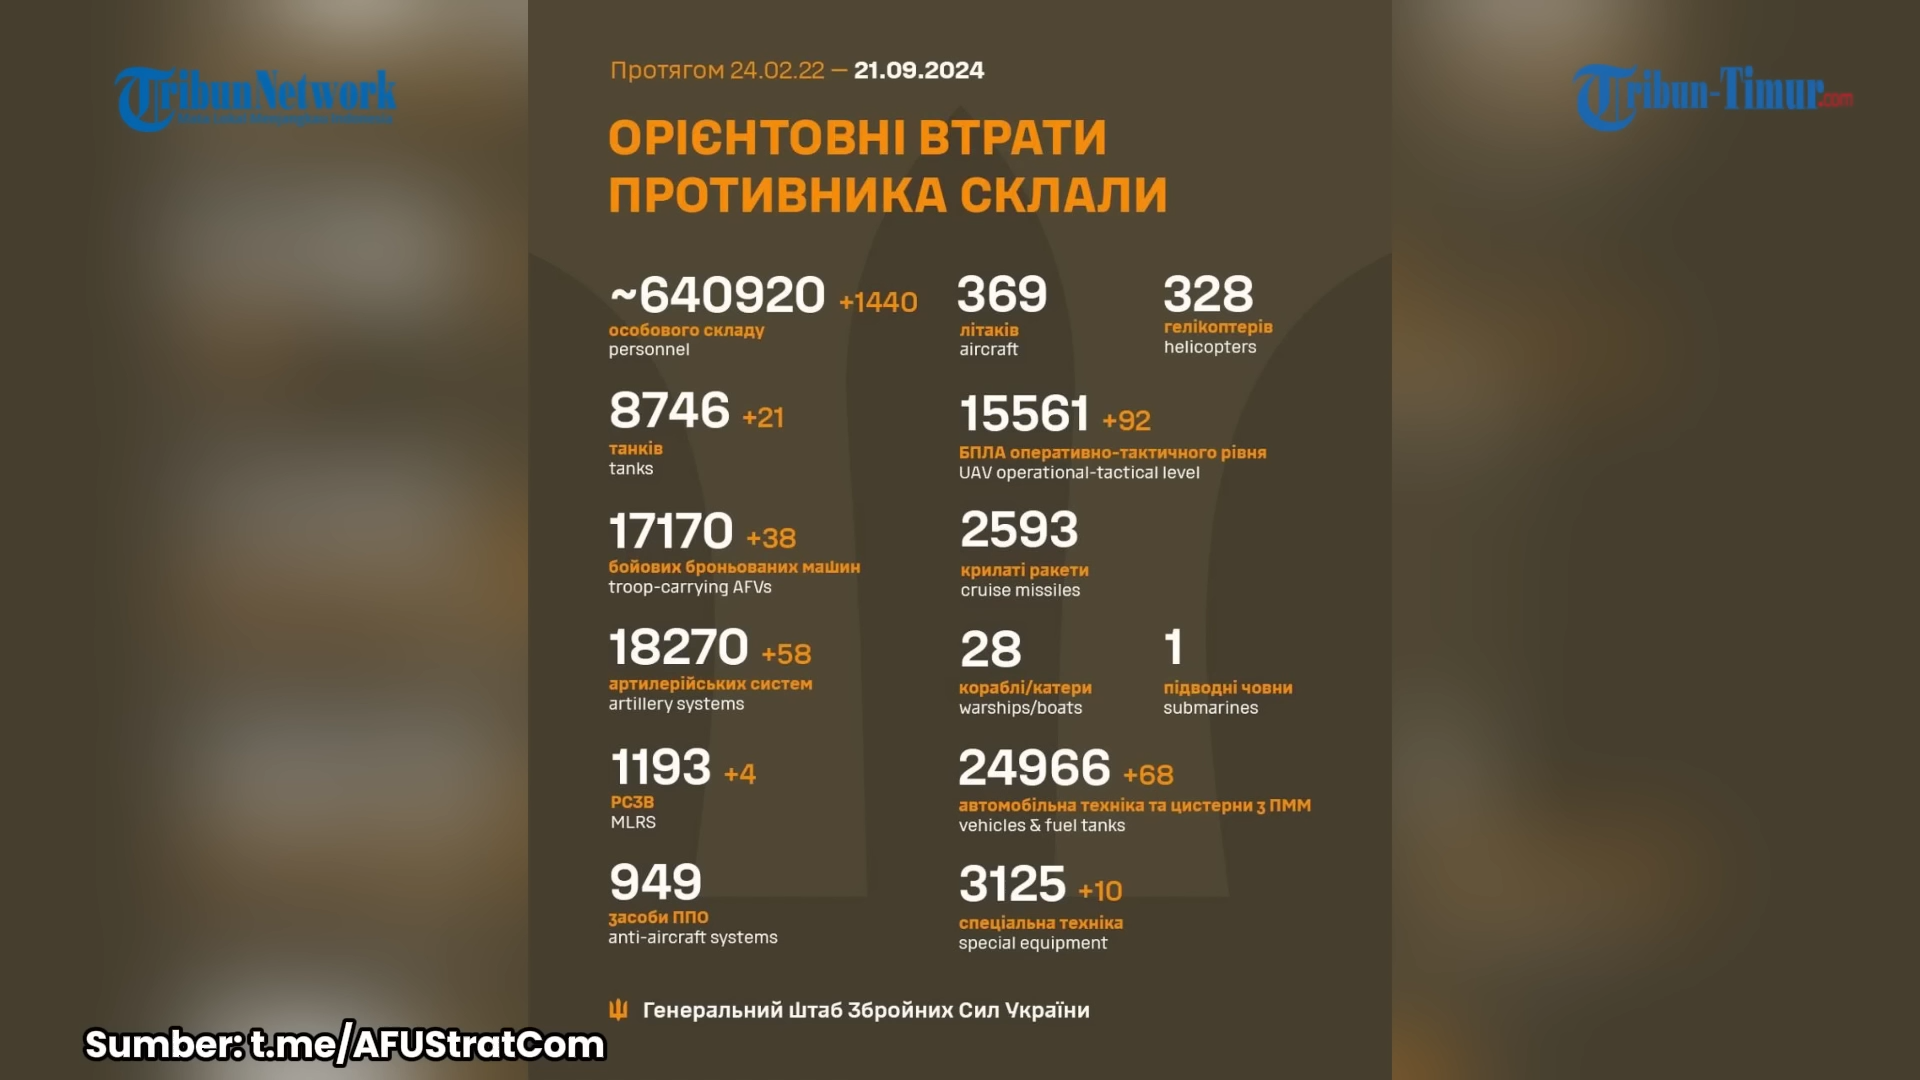 TribunNetwork
Tribun-Timur.com
Протягом 24.02.22 — 21.09.2024
ОРІЄНТОВНІ ВТРАТИ
ПРОТИВНИКА СКЛАЛИ
~640920 +1440
особового складу
personnel
369
літаків
aircraft
328
гелікоптерів
helicopters
8746 +21
танків
tanks
15561 +92
БПЛА оперативно-тактичного рівня
UAV operational-tactical level
17170 +38
бойових броньованих машин
troop-carrying AFVs
2593
крилаті ракети
cruise missiles
18270 +58
артилерійських систем
artillery systems
28
кораблі/катери
warships/boats
1
підводні човни
submarines
1193 +4
РСЗВ
MLRS
24966 +68
автомобільна техніка та цистерни з ПММ
vehicles & fuel tanks
949
засоби ППО
anti-aircraft systems
3125 +10
спеціальна техніка
special equipment
Генеральний штаб Збройних Сил України
Sumber: t.me/AFUStratCom